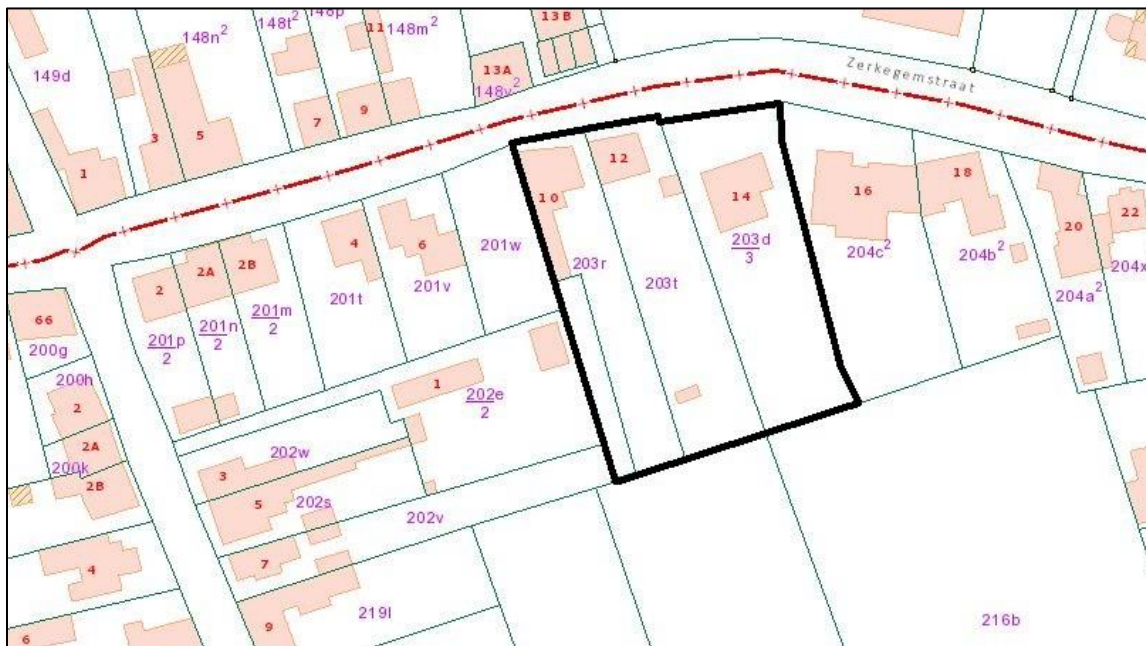 148t²
148p
11
148m²
13B
148n²
149d
13A
148v²
Zerkegemstraat
7
9
3
5
1
12
10
14
16
18
20
22
201w
203r
203t
203d
3
204c²
204b²
204a²
204x
2
2A
2B
4
6
201p
2
201n
2
201m
2
201t
201v
66
200g
200h
2
2A
200k
2B
1
202e
2
202w
3
5
202s
202v
7
4
9
219l
6
216b